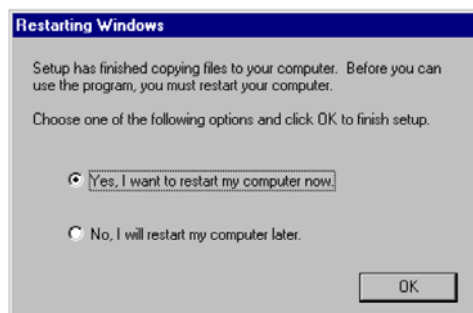 Restarting Windows
Setup has finished copying files to your computer. Before you can
use the program, you must restart your computer.
Choose one of the following options and click OK to finish setup.
Yes, I want to restart my computer now.
No, I will restart my computer later.
OK